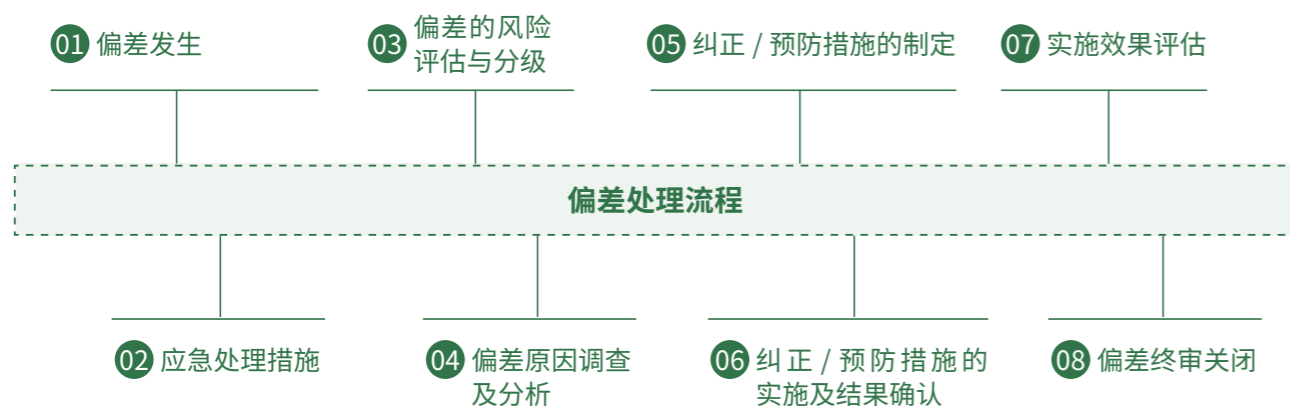 01 偏差发生
03 偏差的风险
评估与分级
05 纠正 / 预防措施的制定
07 实施效果评估
偏差处理流程
02 应急处理措施
04 偏差原因调查
及分析
06 纠正 / 预防措施的
实施及结果确认
08 偏差终审关闭